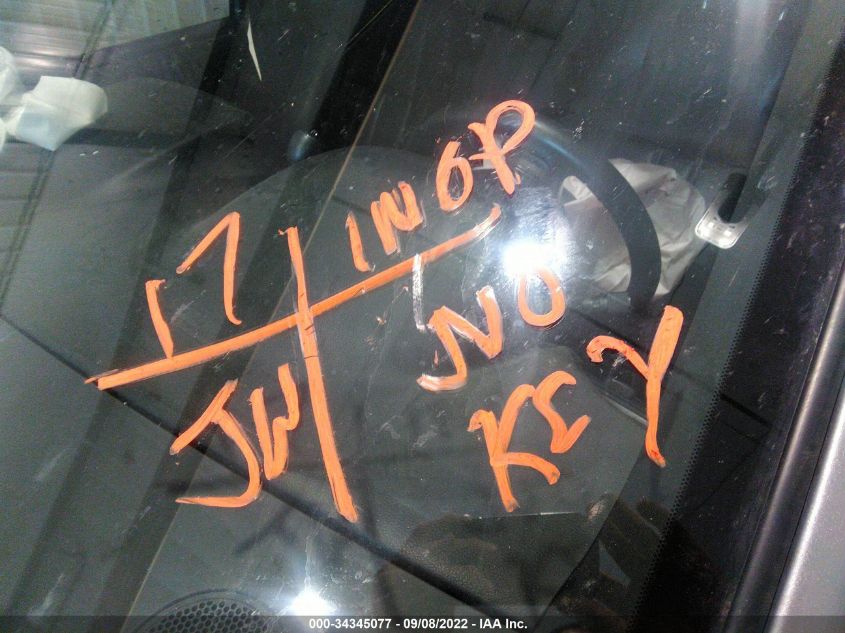 17 INOP
JW NO
KEY
000-34345077 - 09/08/2022 - IAA Inc.